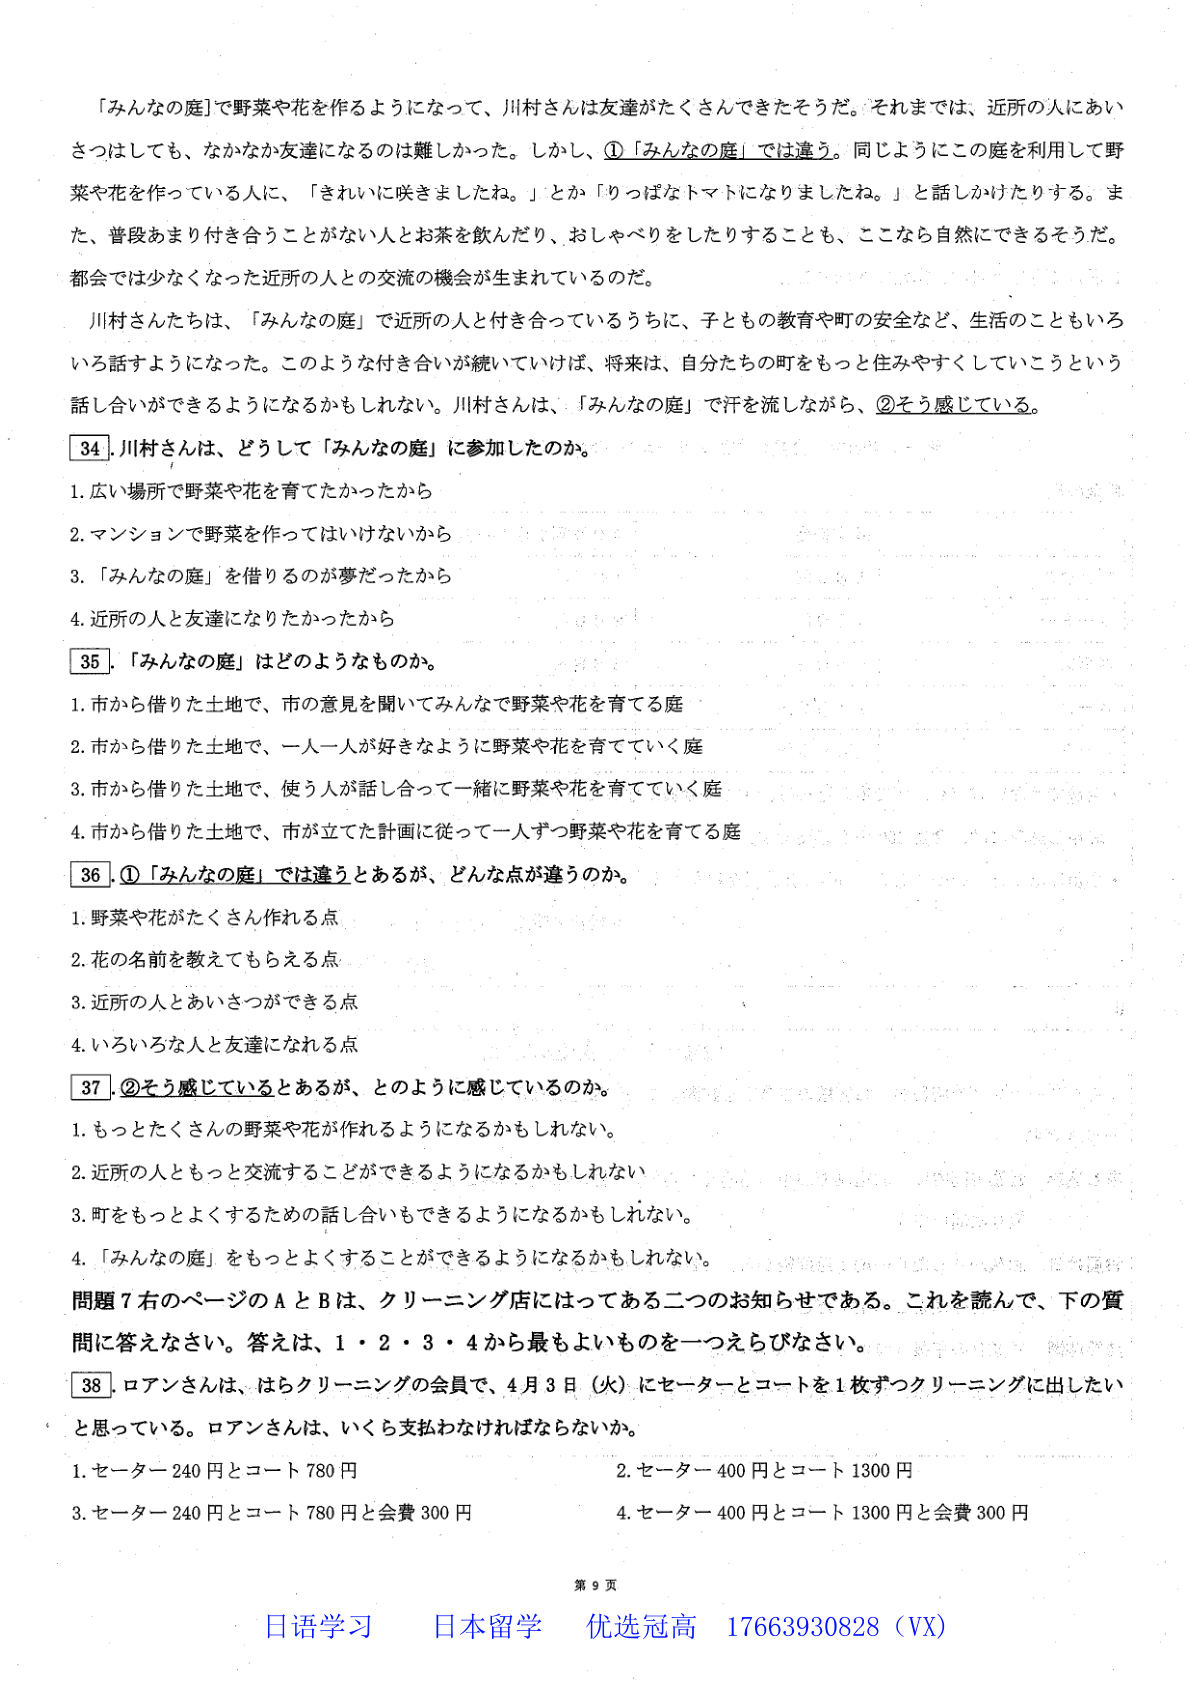 「みんなの庭］で野菜や花を作るようになって、川村さんは友達がたくさんできたそうだ。それまでは、近所の人にあい
さつはしても、なかなか友達になるのは難しかった。しかし、①「みんなの庭」では違う。同じようにこの庭を利用して野
菜や花を作っている人に、「きれいに咲きましたね。」とか「りっぱなトマトになりましたね。」と話しかけたりする。ま
た、普段あまり付き合うことがない人とお茶を飲んだり、おしゃべりをしたりすることも、ここなら自然にできるそうだ。
都会では少なくなった近所の人との交流の機会が生まれているのだ。
川村さんたちは、「みんなの庭」で近所の人と付き合っているうちに、子どもの教育や町の安全など、生活のこともいろ
いろ話すようになった。このような付き合いが続いていけば、将来は、自分たちの町をもっと住みやすくしていこうという
話し合いができるようになるかもしれない。川村さんは、「みんなの庭」で汗を流しながら、②そう感じている。
34.川村さんは、どうして「みんなの庭」に参加したのか。
1.広い場所で野菜や花を育てたかったから
2.マンションで野菜を作ってはいけないから
3.「みんなの庭」を借りるのが夢だったから
4.近所の人と友達になりたかったから
35.「みんなの庭」はどのようなものか。
1.市から借りた土地で、市の意見を聞いてみんなで野菜や花を育てる庭
2.市から借りた土地で、一人一人が好きなように野菜や花を育てていく庭
3.市から借りた土地で、使う人が話し合って一緒に野菜や花を育てていく庭
4.市から借りた土地で、市が立てた計画に従って一人ずつ野菜や花を育てる庭
36.①「みんなの庭」では違うとあるが、どんな点が違うのか。
1.野菜や花がたくさん作れる点
2.花の名前を教えてもらえる点
3.近所の人とあいさつができる点
4.いろいろな人と友達になれる点
37.②そう感じているとあるが、とのように感じているのか。
1.もっとたくさんの野菜や花が作れるようになるかもしれない。
2.近所の人ともっと交流するこどができるようになるかもしれない
3.町をもっとよくするための話し合いもできるようになるかもしれない。
4.「みんなの庭」をもっとよくすることができるようになるかもしれない。
問題7右のページのAとBは、クリーニング店にはってある二つのお知らせである。これを読んで、下の質
問に答えなさい。答えは、1・2・3・4から最もよいものを一つえらびなさい。
38.ロアンさんは、はらクリーニングの会員で、4月3日（火）にセーターとコートを1枚ずつクリーニングに出したい
と思っている。ロアンさんは、いくら支払わなければならないか。
1.セーター240円とコート780円 2.セーター400円とコート1300円
3.セーター240円とコート780円と会費300円 4.セーター400円とコート1300円と会費300円
第 9 页
日语学习 日本留学 优选冠高 17663930828（VX）